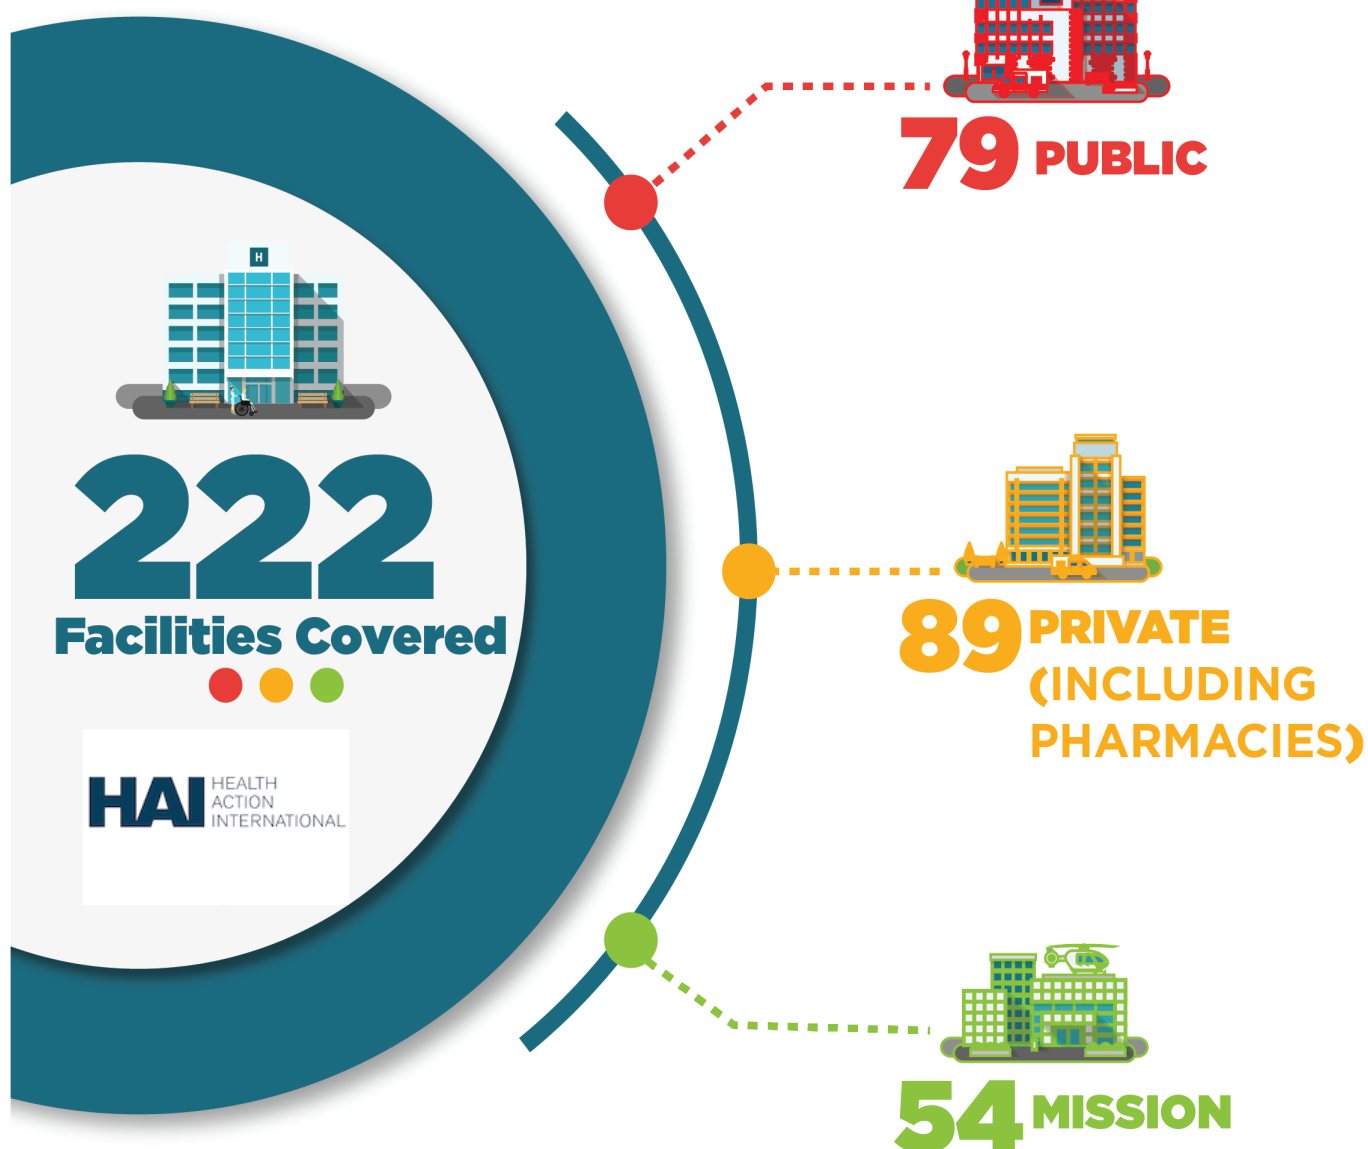 H
222
Facilities Covered
HAI HEALTH
ACTION
INTERNATIONAL
79 PUBLIC
89 PRIVATE
(INCLUDING
PHARMACIES)
54 MISSION